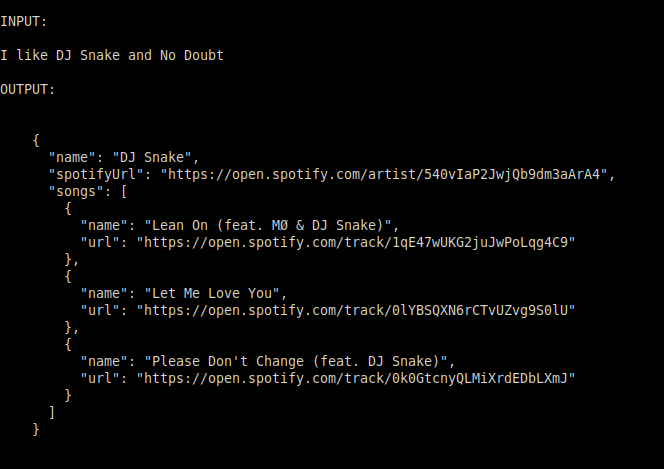 INPUT:
I like DJ Snake and No Doubt
OUTPUT:
{
"name": "DJ Snake",
"spotifyUrl": "https://open.spotify.com/artist/540vIaP2JwjQb9dm3aArA4",
"songs": [
{
"name": "Lean On (feat. MØ & DJ Snake)",
"url": "https://open.spotify.com/track/1qE47wUKG2juJwPoLqg4C9"
},
{
"name": "Let Me Love You",
"url": "https://open.spotify.com/track/0lYBSQXN6rCTvUZvg9S0lU"
},
{
"name": "Please Don't Change (feat. DJ Snake)",
"url": "https://open.spotify.com/track/0k0GtcnyQLMiXrdEDbLXmJ"
}
]
}